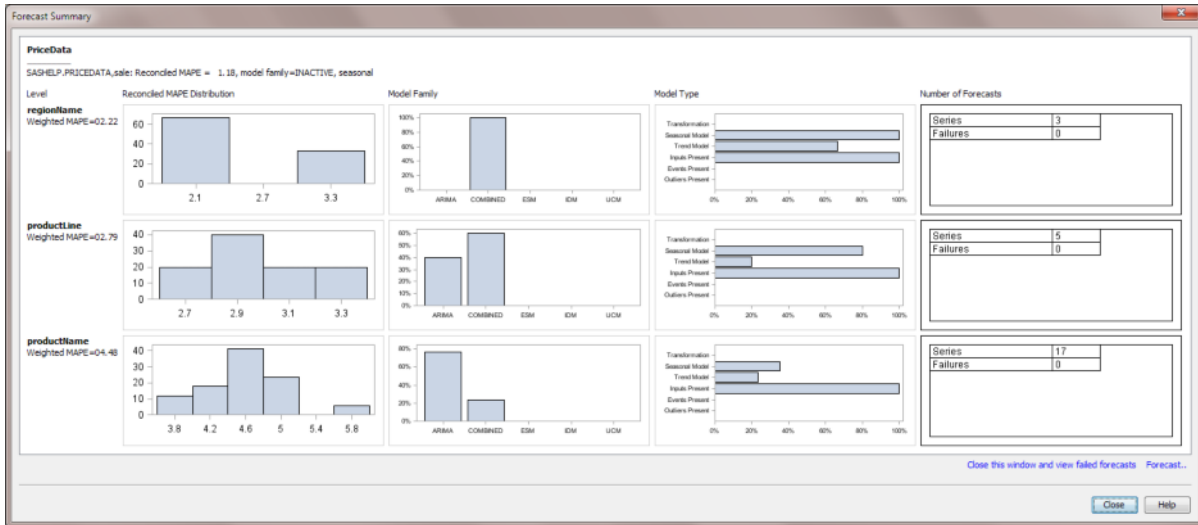 Forecast Summary
PriceData
SASHELP.PRICEDATA,sale: Reconciled MAPE = 1.18, model family=INACTIVE, seasonal
Level Reconciled MAPE Distribution Model Family Model Type Number of Forecasts
regionName
Weighted MAPE=02.22
60
40
20
0
2.1 2.7 3.3
100%
80%
60%
40%
20%
0%
ARIMA COMBINED ESM IDM UCM
Transformation
Seasonal Model
Trend Model
Inputs Present
Events Present
Outliers Present
0% 20% 40% 60% 80% 100%
Series 3
Failures 0
productLine
Weighted MAPE=02.79
40
30
20
10
0
2.7 2.9 3.1 3.3
60%
50%
40%
30%
20%
10%
0%
ARIMA COMBINED ESM IDM UCM
Transformation
Seasonal Model
Trend Model
Inputs Present
Events Present
Outliers Present
0% 20% 40% 60% 80% 100%
Series 5
Failures 0
productName
Weighted MAPE=04.48
40
30
20
10
0
3.8 4.2 4.6 5 5.4 5.8
80%
60%
40%
20%
0%
ARIMA COMBINED ESM IDM UCM
Transformation
Seasonal Model
Trend Model
Inputs Present
Events Present
Outliers Present
0% 20% 40% 60% 80% 100%
Series 17
Failures 0
Close this window and view failed forecasts Forecast..
Close Help